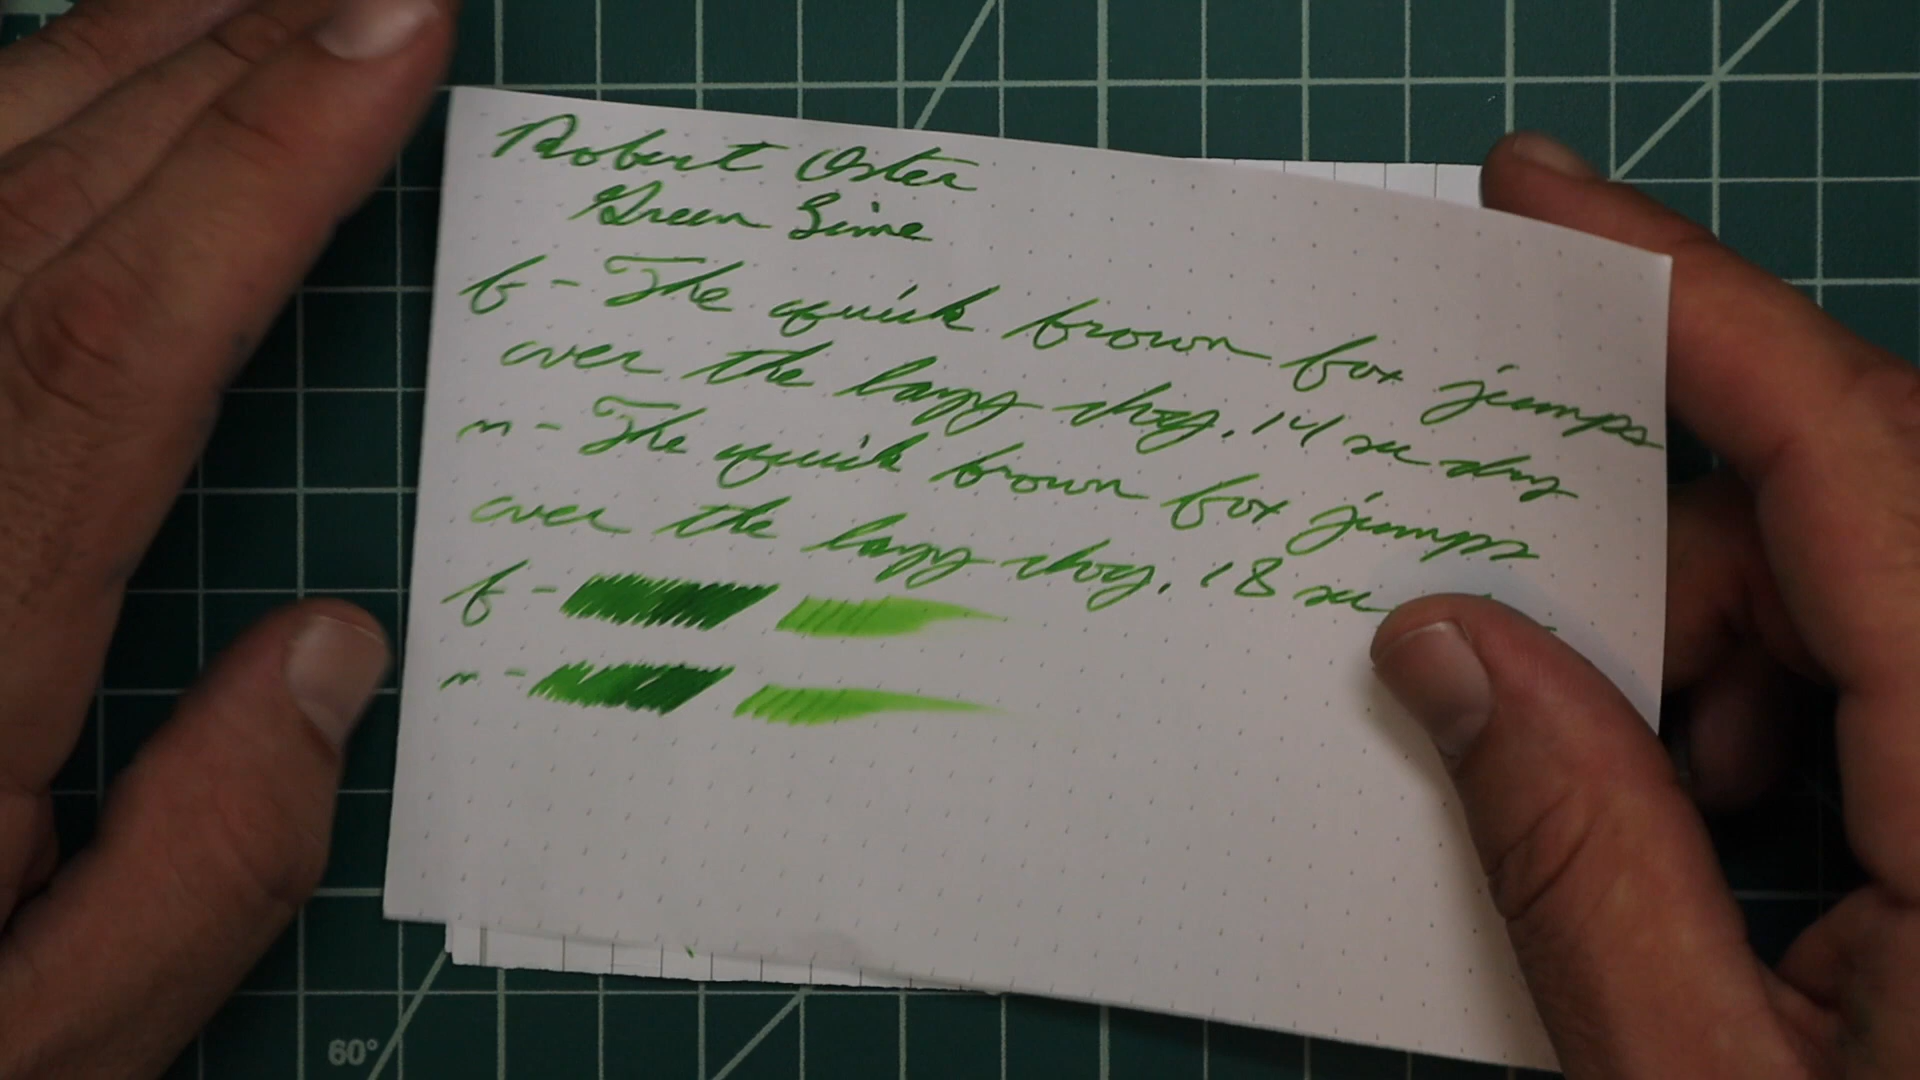 Robert Oster
Green Lime
f - The quick brown fox jumps
over the lazy dog. 14 sec dry
m - The quick brown fox jumps
over the lazy dog. 18 sec
f -
m -
60°